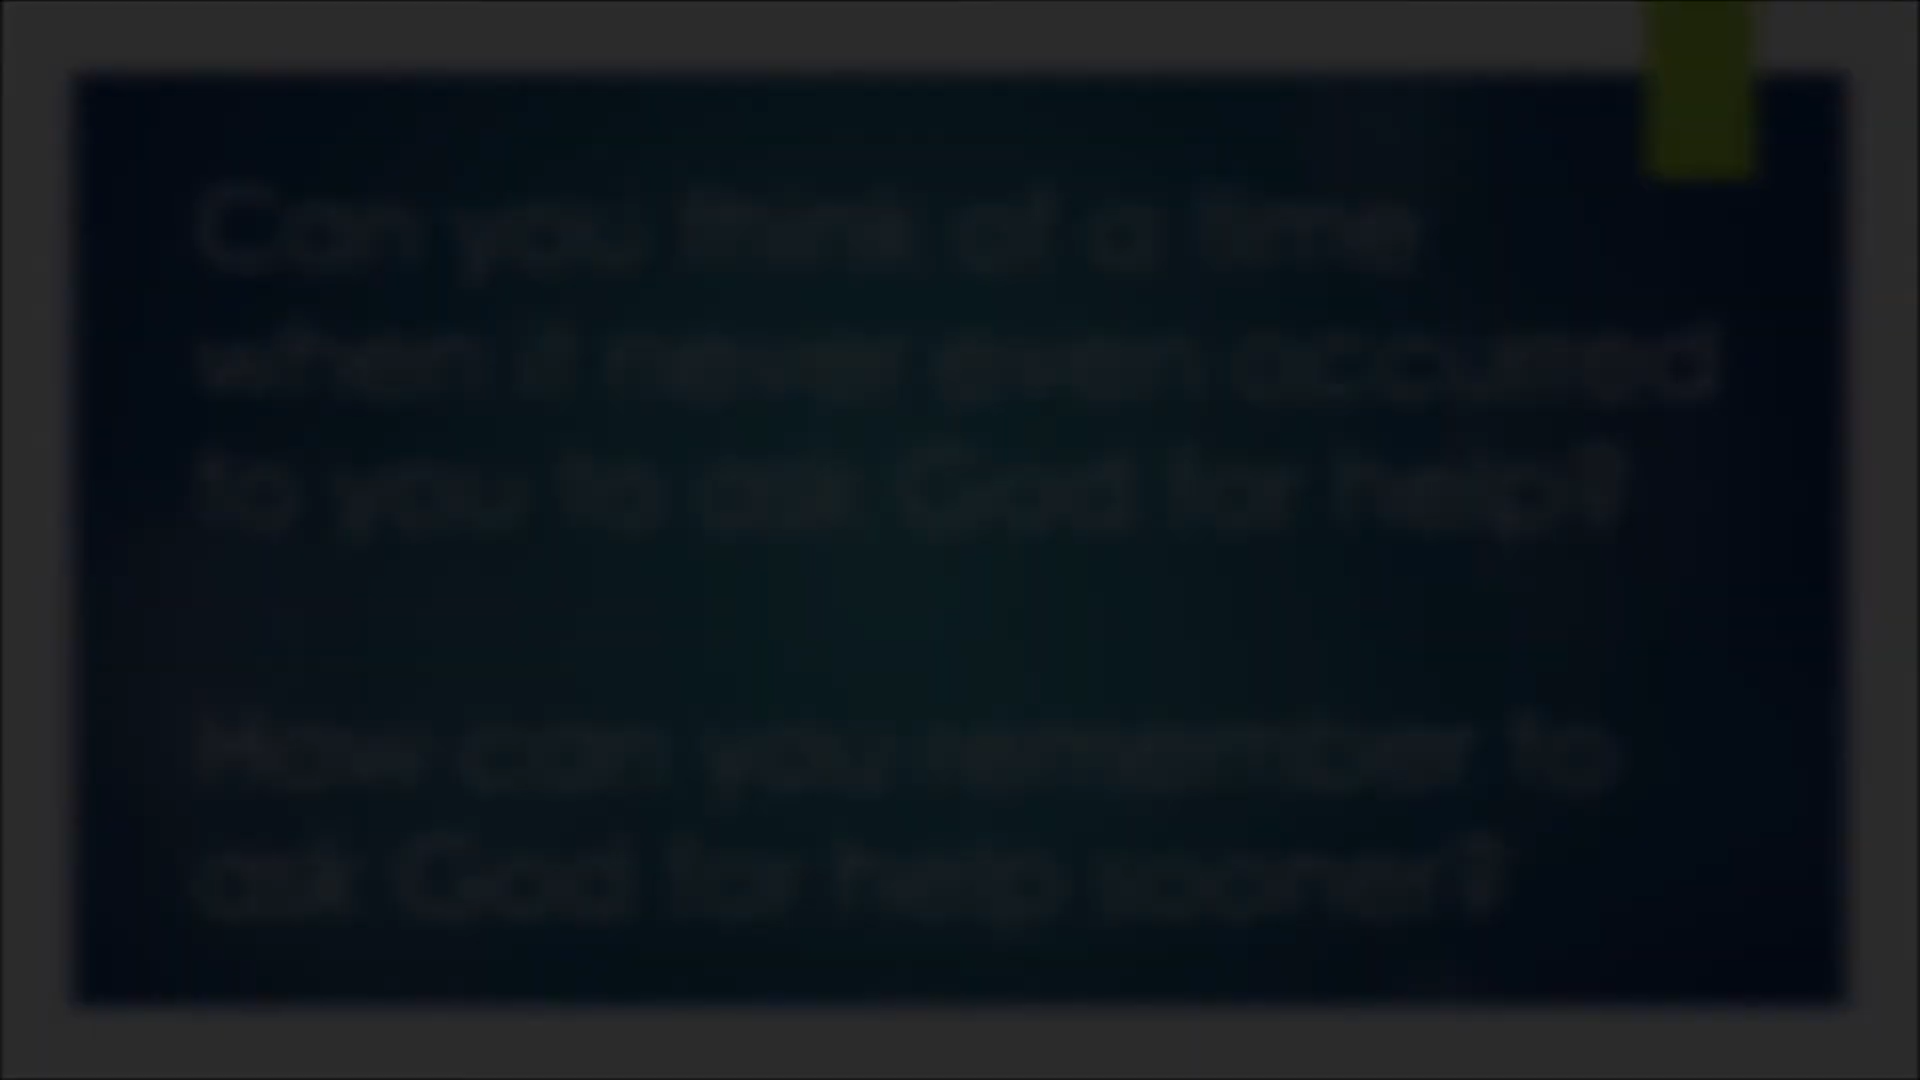 Can you think of a time
when it never even occurred
to you to ask God for help?
How can you remember to
ask God for help sooner?